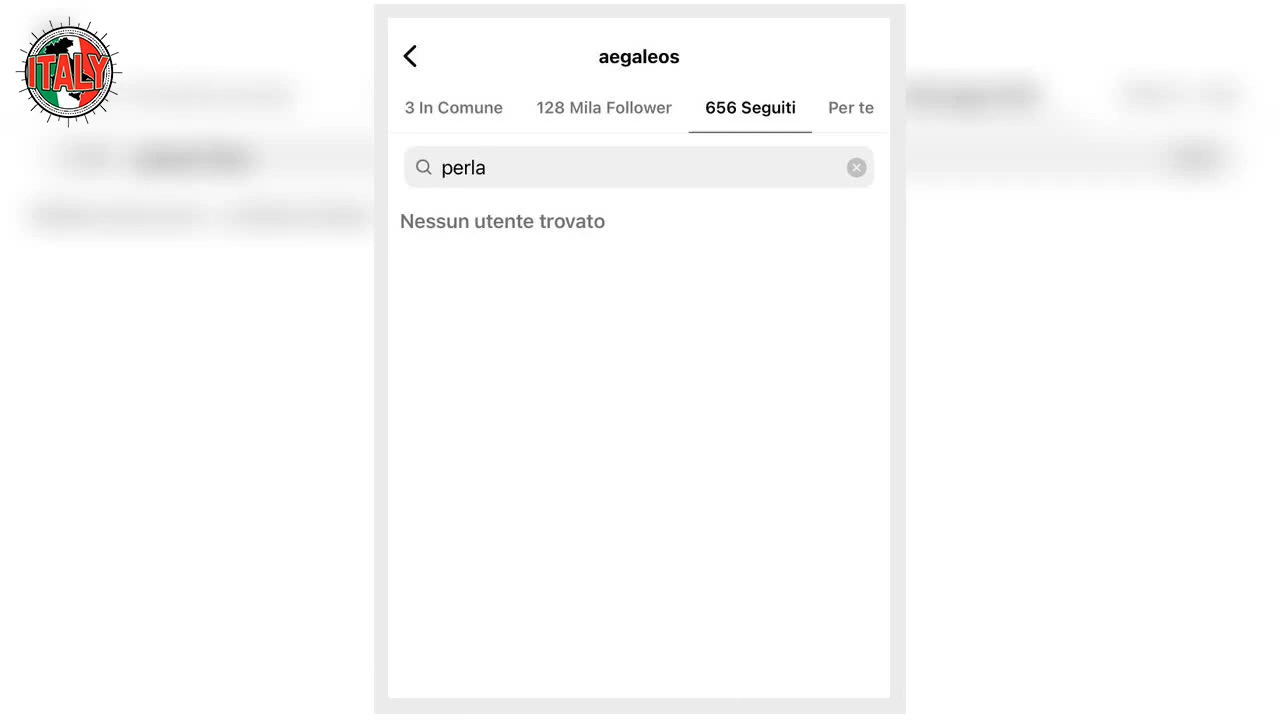 ITALY
aegaleos
3 In Comune 128 Mila Follower 656 Seguiti Per te
perla
Nessun utente trovato